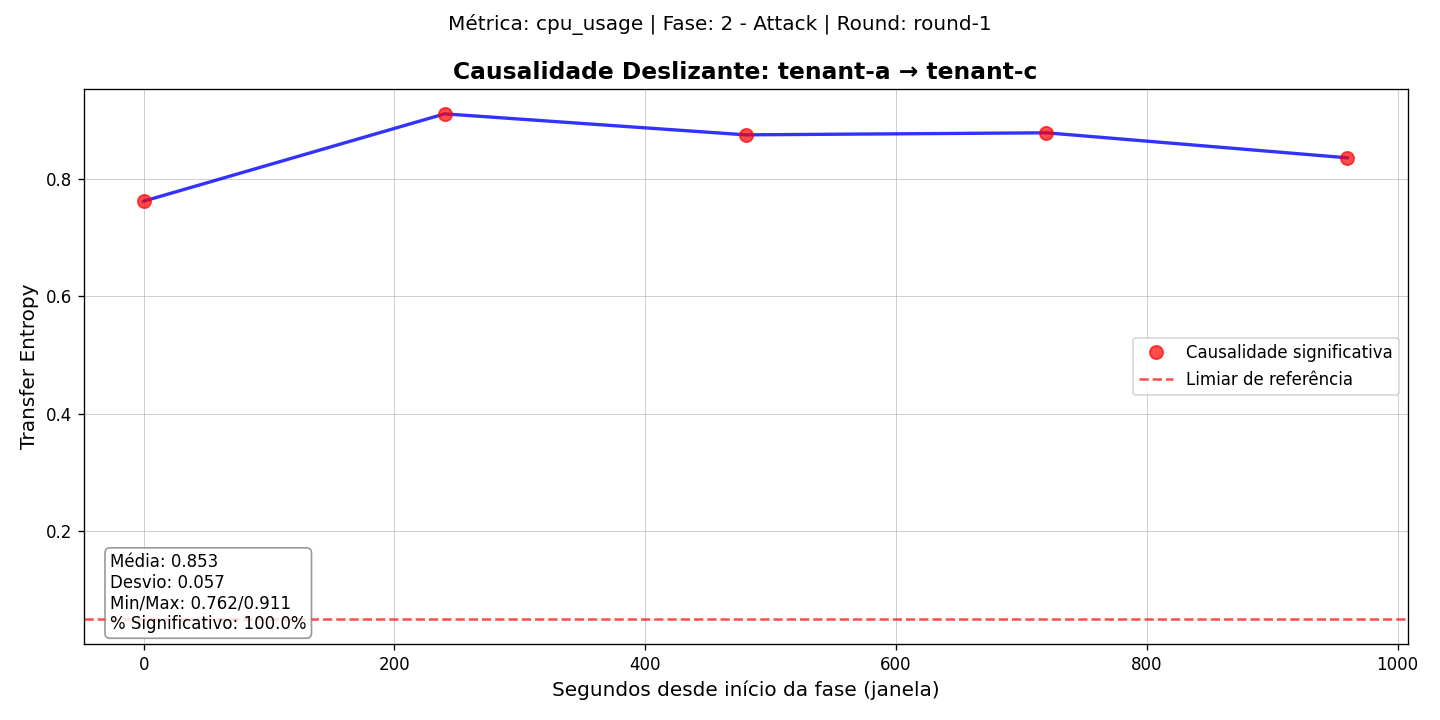 Métrica: cpu_usage | Fase: 2 - Attack | Round: round-1
Causalidade Deslizante: tenant-a → tenant-c
Transfer Entropy
0.8
0.6
0.4
0.2
Causalidade significativa
Limiar de referência
Média: 0.853
Desvio: 0.057
Min/Max: 0.762/0.911
% Significativo: 100.0%
0 200 400 600 800 1000
Segundos desde início da fase (janela)